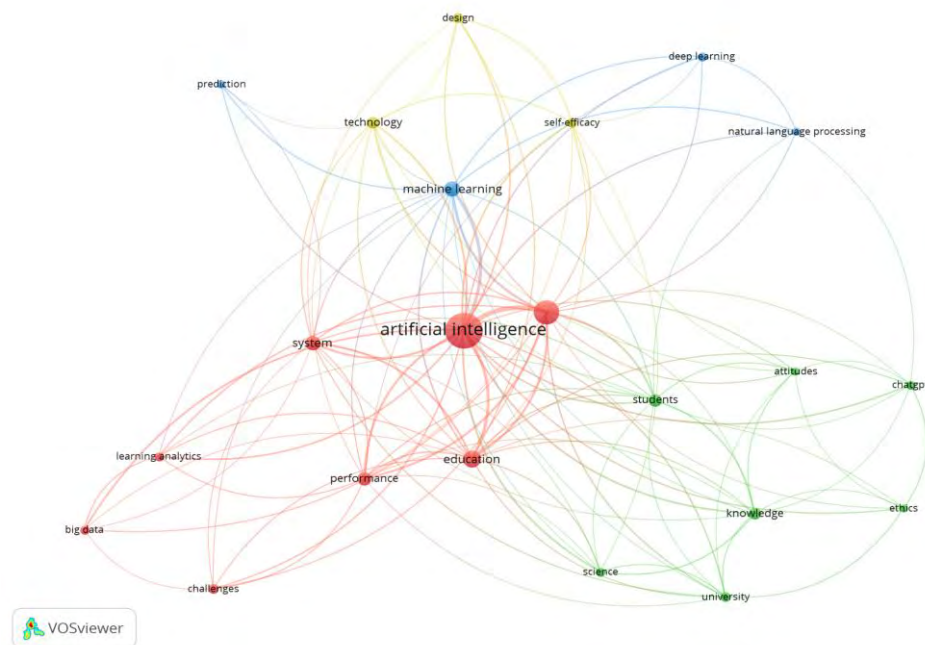 design
deep learning
prediction
technology
self-efficacy
natural language processing
machine learning
artificial intelligence
system
attitudes
chatgp
students
learning analytics
education
performance
knowledge
ethics
big data
science
challenges
university
VOSviewer